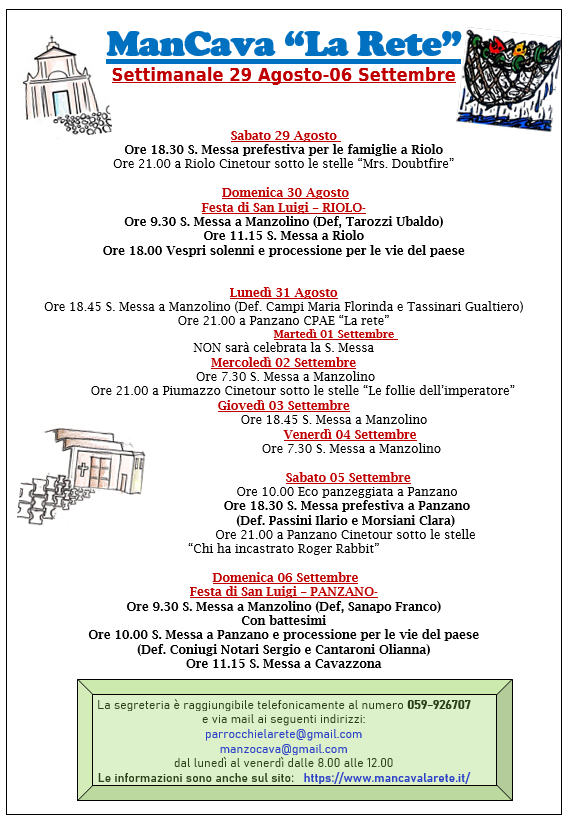 ManCava “La Rete”
Settimanale 29 Agosto-06 Settembre
Sabato 29 Agosto
Ore 18.30 S. Messa prefestiva per le famiglie a Riolo
Ore 21.00 a Riolo Cinetour sotto le stelle “Mrs. Doubtfire”
Domenica 30 Agosto
Festa di San Luigi – RIOLO-
Ore 9.30 S. Messa a Manzolino (Def, Tarozzi Ubaldo)
Ore 11.15 S. Messa a Riolo
Ore 18.00 Vespri solenni e processione per le vie del paese
Lunedì 31 Agosto
Ore 18.45 S. Messa a Manzolino (Def. Campi Maria Florinda e Tassinari Gualtiero)
Ore 21.00 a Panzano CPAE “La rete”
Martedì 01 Settembre
NON sarà celebrata la S. Messa
Mercoledì 02 Settembre
Ore 7.30 S. Messa a Manzolino
Ore 21.00 a Piumazzo Cinetour sotto le stelle “Le follie dell’imperatore”
Giovedì 03 Settembre
Ore 18.45 S. Messa a Manzolino
Venerdì 04 Settembre
Ore 7.30 S. Messa a Manzolino
Sabato 05 Settembre
Ore 10.00 Eco panzeggiata a Panzano
Ore 18.30 S. Messa prefestiva a Panzano
(Def. Passini Ilario e Morsiani Clara)
Ore 21.00 a Panzano Cinetour sotto le stelle
“Chi ha incastrato Roger Rabbit”
Domenica 06 Settembre
Festa di San Luigi – PANZANO-
Ore 9.30 S. Messa a Manzolino (Def, Sanapo Franco)
Con battesimi
Ore 10.00 S. Messa a Panzano e processione per le vie del paese
(Def. Coniugi Notari Sergio e Cantaroni Olianna)
Ore 11.15 S. Messa a Cavazzona
La segreteria è raggiungibile telefonicamente al numero 059-926707
e via mail ai seguenti indirizzi:
parrocchielarete@gmail.com
manzocava@gmail.com
dal lunedì al venerdì dalle 8.00 alle 12.00
Le informazioni sono anche sul sito: https://www.mancavalarete.it/